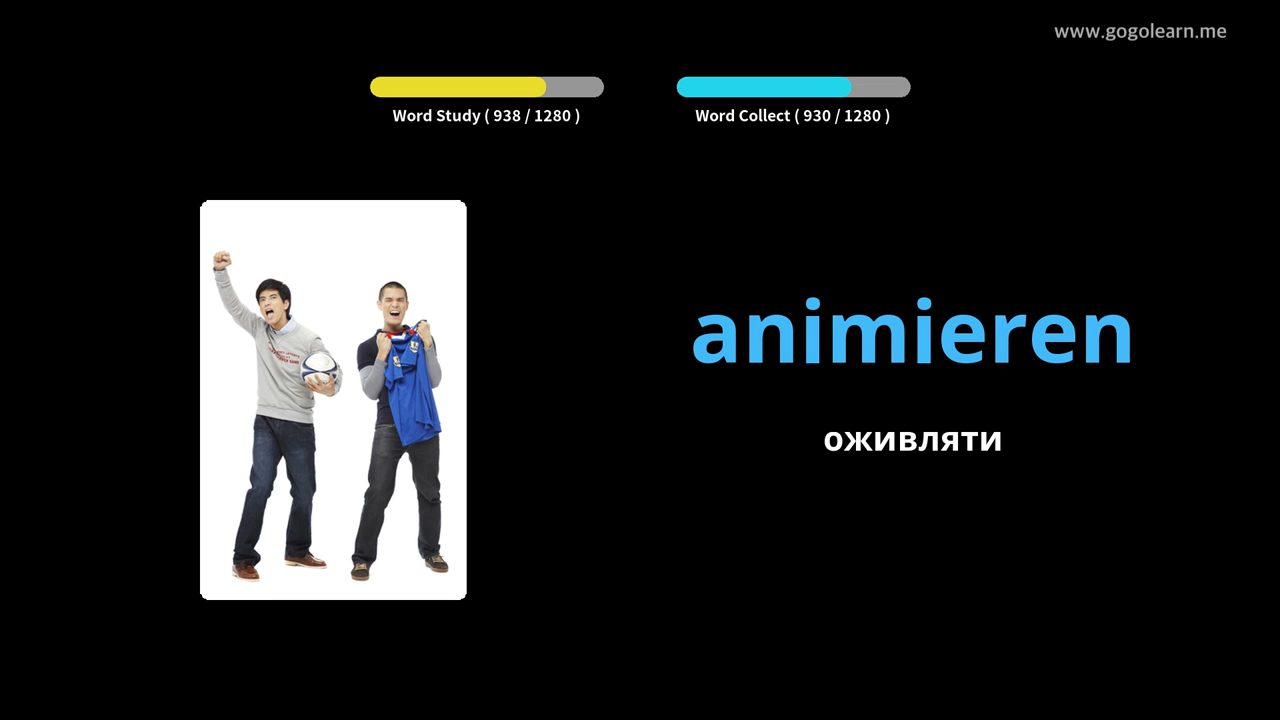 www.gogolearn.me
Word Study ( 938 / 1280 )
Word Collect ( 930 / 1280 )
animieren
оживляти